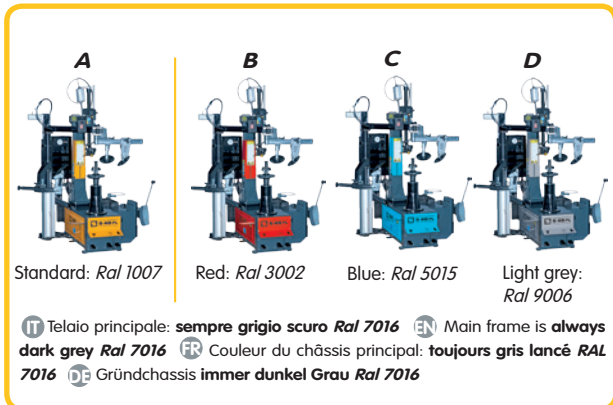 A B C D
Standard: Ral 1007 Red: Ral 3002 Blue: Ral 5015 Light grey:
Ral 9006
IT Telaio principale: sempre grigio scuro Ral 7016 EN Main frame is always
dark grey Ral 7016 FR Couleur du châssis principal: toujours gris lancé RAL
7016 DE Gründchassis immer dunkel Grau Ral 7016